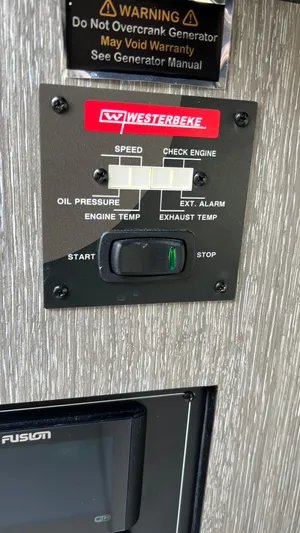 ⚠ WARNING ⚠
Do Not Overcrank Generator
May Void Warranty
See Generator Manual
W WESTERBEKE
SPEED
CHECK ENGINE
OIL PRESSURE
EXT. ALARM
ENGINE TEMP
EXHAUST TEMP
START
STOP
FUSION